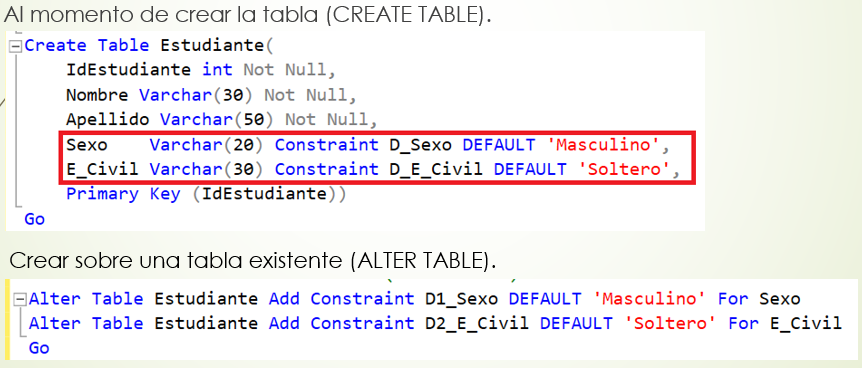 Al momento de crear la tabla (CREATE TABLE).
Create Table Estudiante(
IdEstudiante int Not Null,
Nombre Varchar(30) Not Null,
Apellido Varchar(50) Not Null,
Sexo Varchar(20) Constraint D_Sexo DEFAULT 'Masculino',
E_Civil Varchar(30) Constraint D_E_Civil DEFAULT 'Soltero',
Primary Key (IdEstudiante))
Go
Crear sobre una tabla existente (ALTER TABLE).
Alter Table Estudiante Add Constraint D1_Sexo DEFAULT 'Masculino' For Sexo
Alter Table Estudiante Add Constraint D2_E_Civil DEFAULT 'Soltero' For E_Civil
Go